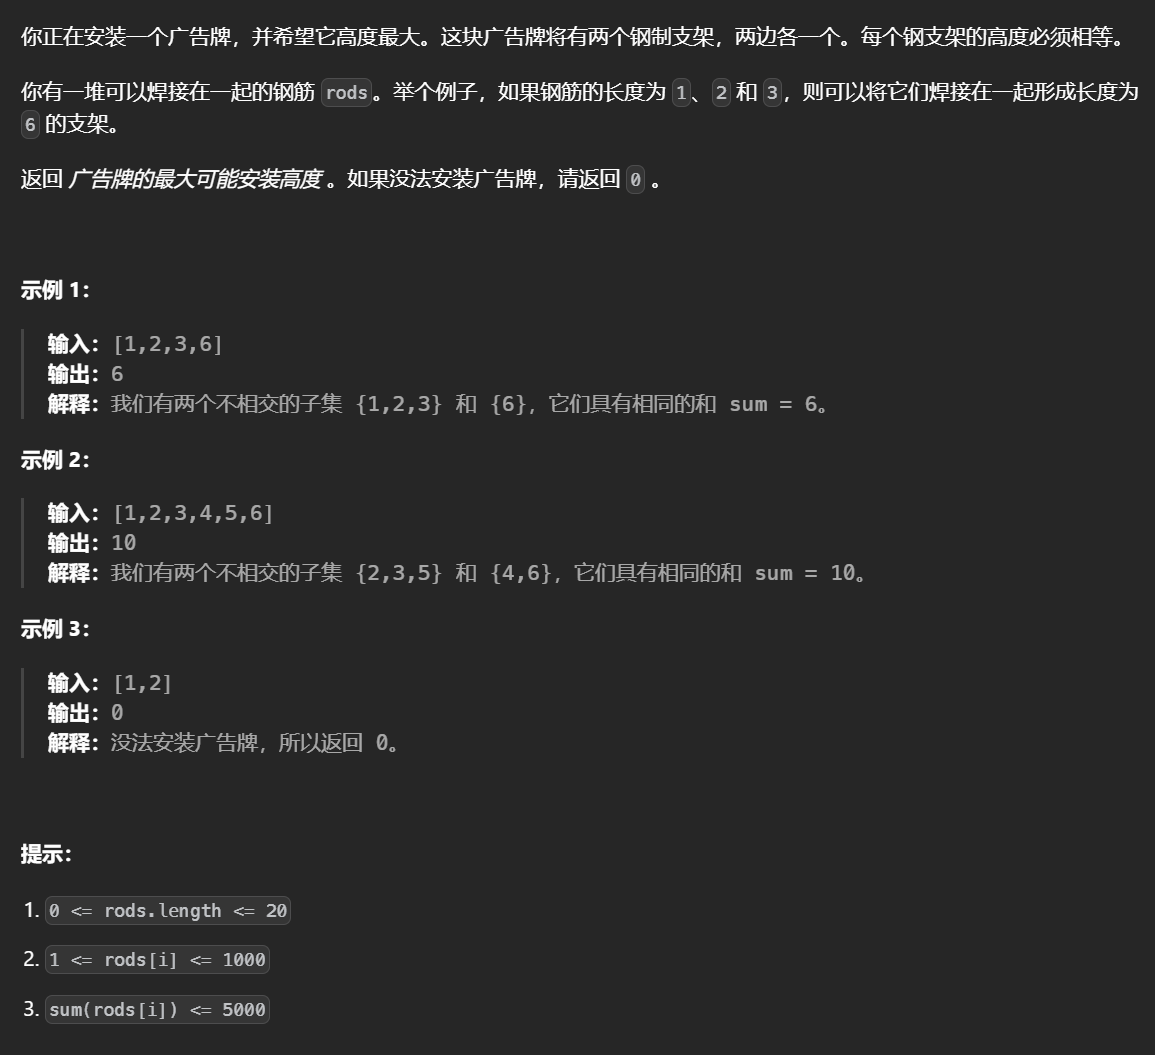 你正在安装一个广告牌，并希望它高度最大。这块广告牌将有两个钢制支架，两边各一个。每个钢支架的高度必须相等。
你有一堆可以焊接在一起的钢筋 rods。举个例子，如果钢筋的长度为 1、2 和 3，则可以将它们焊接在一起形成长度为
6 的支架。
返回 广告牌的最大可能安装高度 。如果没法安装广告牌，请返回 0 。
示例 1：
输入：[1,2,3,6]
输出：6
解释：我们有两个不相交的子集 {1,2,3} 和 {6}，它们具有相同的和 sum = 6。
示例 2：
输入：[1,2,3,4,5,6]
输出：10
解释：我们有两个不相交的子集 {2,3,5} 和 {4,6}，它们具有相同的和 sum = 10。
示例 3：
输入：[1,2]
输出：0
解释：没法安装广告牌，所以返回 0。
提示：
1. 0 <= rods.length <= 20
2. 1 <= rods[i] <= 1000
3. sum(rods[i]) <= 5000